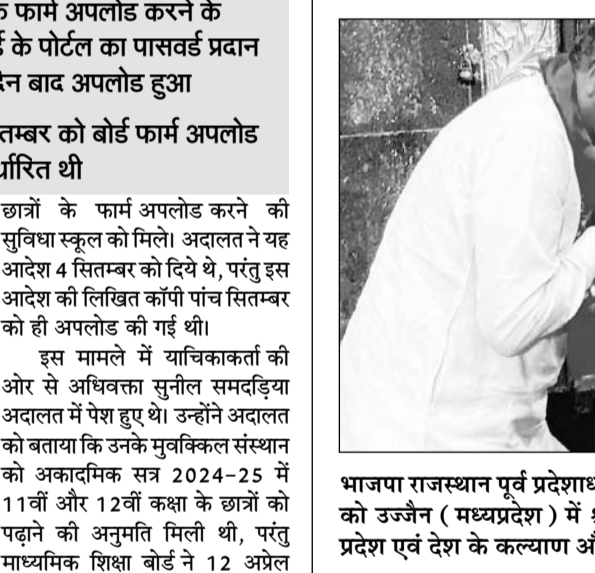 फार्म अपलोड करने के
के पोर्टल का पासवर्ड प्रदान
बाद अपलोड हुआ
को बोर्ड फार्म अपलोड
थी
छात्रों के फार्म अपलोड करने की
सुविधा स्कूल को मिले। अदालत ने यह
आदेश 4 सितम्बर को दिये थे, परंतु इस
आदेश की लिखित कॉपी पांच सितम्बर
को ही अपलोड की गई थी।
इस मामले में याचिकाकर्ता की
ओर से अधिवक्ता सुनील समदड़िया
अदालत में पेश हुए थे। उन्होंने अदालत
को बताया कि उनके मुवक्किल संस्थान
को अकादमिक सत्र 2024-25 में
11वीं और 12वीं कक्षा के छात्रों को
पढ़ाने की अनुमति मिली थी, परंतु
माध्यमिक शिक्षा बोर्ड ने 12 अप्रेल
भाजपा राजस्थान पूर्व
को उज्जैन ( मध्यप्रदेश ) में
प्रदेश एवं देश के कल्याण